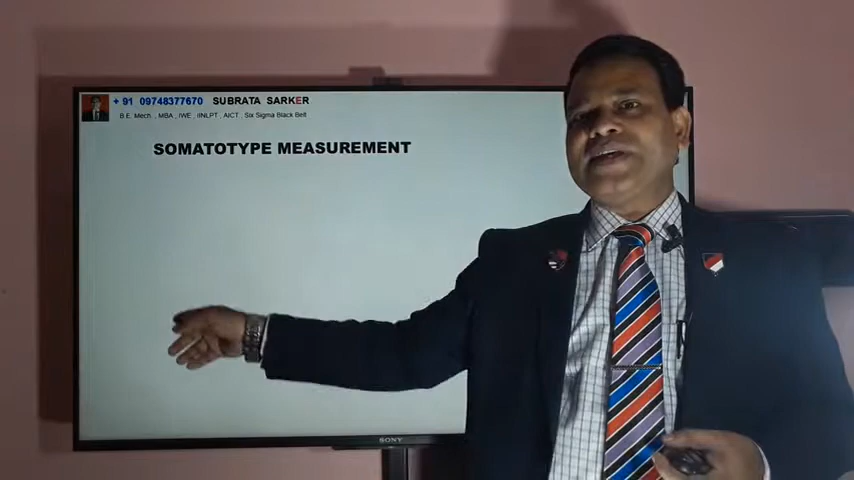 + 91 09748377670 SUBRATA SARKER
B.E. Mech , MBA , IWE , IINLPT , AICT , Six Sigma Black Belt
SOMATOTYPE MEASUREMENT
SONY